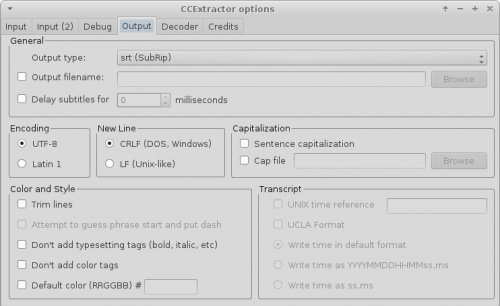 CCExtractor options
Input Input (2) Debug Output Decoder Credits
General
Output type: srt (SubRip)
Output filename: Browse
Delay subtitles for 0 milliseconds
Encoding
UTF-8
Latin 1
New Line
CRLF (DOS, Windows)
LF (Unix-like)
Capitalization
Sentence capitalization
Cap file Browse
Color and Style
Trim lines
Attempt to guess phrase start and put dash
Don't add typesetting tags (bold, italic, etc)
Don't add color tags
Default color (RRGGBB) #
Transcript
UNIX time reference
UCLA Format
Write time in default format
Write time as YYYYMMDDHHMMss,ms
Write time as ss,ms